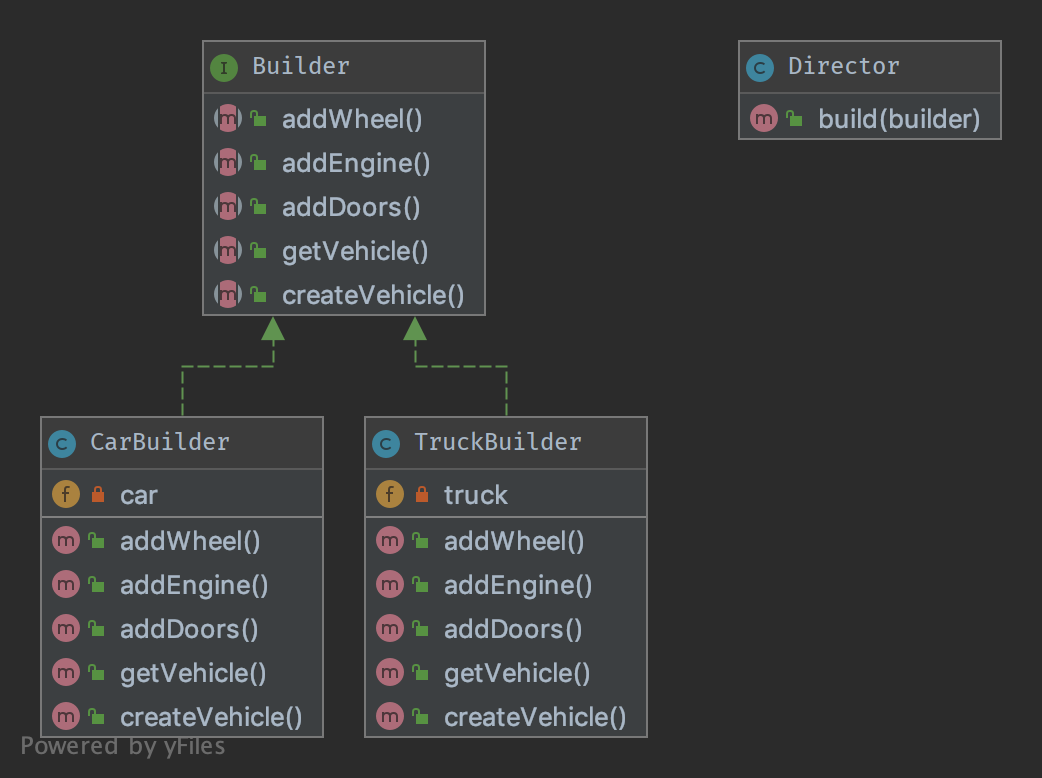 Builder
addWheel()
addEngine()
addDoors()
getVehicle()
createVehicle()
Director
build(builder)
CarBuilder
car
addWheel()
addEngine()
addDoors()
getVehicle()
createVehicle()
TruckBuilder
truck
addWheel()
addEngine()
addDoors()
getVehicle()
createVehicle()
Powered by yFiles